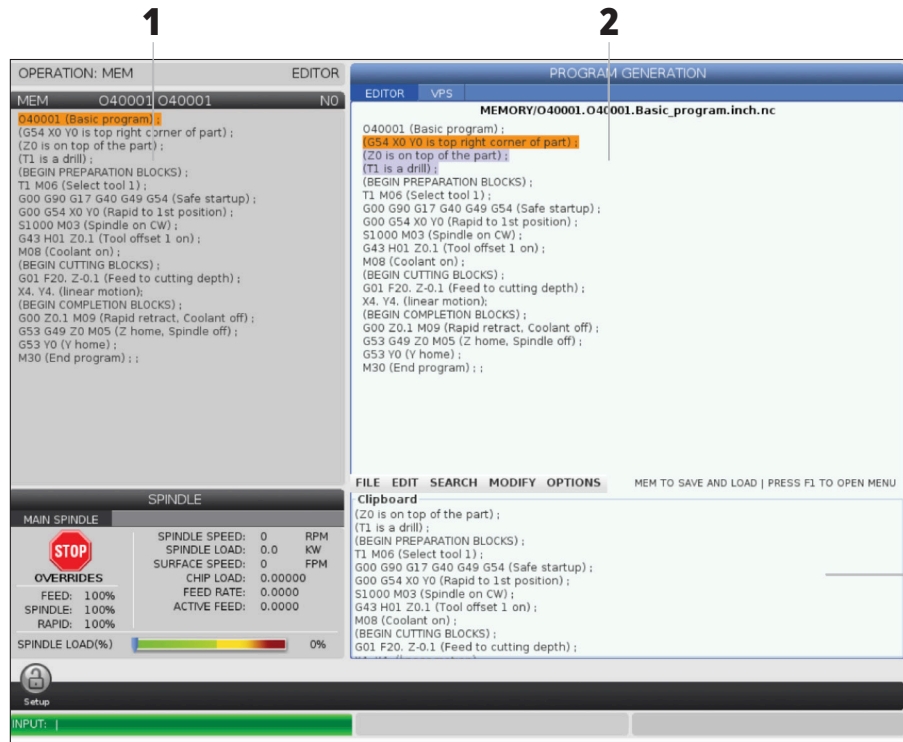 1
2
OPERATION: MEM EDITOR
MEM O40001 O40001 N0
O40001 (Basic program) ;
(G54 X0 Y0 is top right corner of part) ;
(Z0 is on top of the part) ;
(T1 is a drill) ;
(BEGIN PREPARATION BLOCKS) ;
T1 M06 (Select tool 1) ;
G00 G90 G17 G40 G49 G54 (Safe startup) ;
G00 G54 X0 Y0 (Rapid to 1st position) ;
S1000 M03 (Spindle on CW) ;
G43 H01 Z0.1 (Tool offset 1 on) ;
M08 (Coolant on) ;
(BEGIN CUTTING BLOCKS) ;
G01 F20. Z-0.1 (Feed to cutting depth) ;
X4. Y4. (linear motion);
(BEGIN COMPLETION BLOCKS) ;
G00 Z0.1 M09 (Rapid retract, Coolant off) ;
G53 G49 Z0 M05 (Z home, Spindle off) ;
G53 Y0 (Y home) ;
M30 (End program) ; ;
PROGRAM GENERATION
EDITOR VPS
MEMORY/O40001.O40001.Basic_program.inch.nc
O40001 (Basic program) ;
(G54 X0 Y0 is top right corner of part) ;
(Z0 is on top of the part) ;
(T1 is a drill) ;
(BEGIN PREPARATION BLOCKS) ;
T1 M06 (Select tool 1) ;
G00 G90 G17 G40 G49 G54 (Safe startup) ;
G00 G54 X0 Y0 (Rapid to 1st position) ;
S1000 M03 (Spindle on CW) ;
G43 H01 Z0.1 (Tool offset 1 on) ;
M08 (Coolant on) ;
(BEGIN CUTTING BLOCKS) ;
G01 F20. Z-0.1 (Feed to cutting depth) ;
X4. Y4. (linear motion);
(BEGIN COMPLETION BLOCKS) ;
G00 Z0.1 M09 (Rapid retract, Coolant off) ;
G53 G49 Z0 M05 (Z home, Spindle off) ;
G53 Y0 (Y home) ;
M30 (End program) ; ;
FILE EDIT SEARCH MODIFY OPTIONS MEM TO SAVE AND LOAD | PRESS F1 TO OPEN MENU
Clipboard
(Z0 is on top of the part) ;
(T1 is a drill) ;
(BEGIN PREPARATION BLOCKS) ;
T1 M06 (Select tool 1) ;
G00 G90 G17 G40 G49 G54 (Safe startup) ;
G00 G54 X0 Y0 (Rapid to 1st position) ;
S1000 M03 (Spindle on CW) ;
G43 H01 Z0.1 (Tool offset 1 on) ;
M08 (Coolant on) ;
(BEGIN CUTTING BLOCKS) ;
G01 F20. Z-0.1 (Feed to cutting depth) ;
SPINDLE
MAIN SPINDLE
STOP
OVERRIDES
FEED: 100%
SPINDLE: 100%
RAPID: 100%
SPINDLE SPEED: 0 RPM
SPINDLE LOAD: 0.0 KW
SURFACE SPEED: 0 FPM
CHIP LOAD: 0.00000
FEED RATE: 0.0000
ACTIVE FEED: 0.0000
SPINDLE LOAD(%) 0%
Setup
INPUT: |